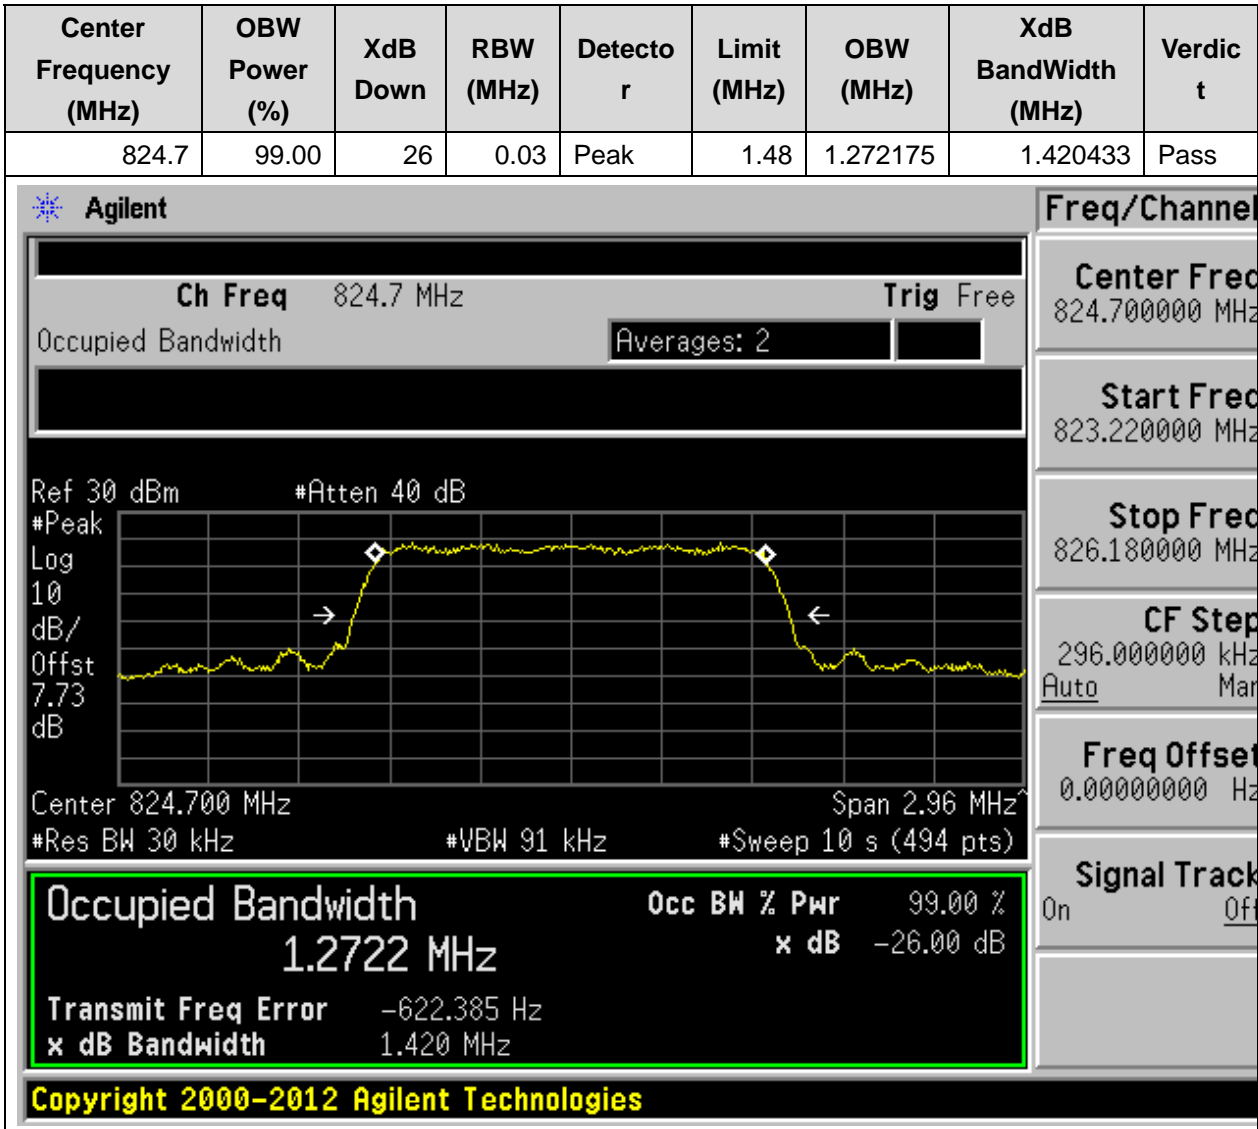 Center Frequency (MHz) OBW Power (%) XdB Down RBW (MHz) Detector Limit (MHz) OBW (MHz) XdB BandWidth (MHz) Verdict
824.7 99.00 26 0.03 Peak 1.48 1.272175 1.420433 Pass
Agilent
Ch Freq 824.7 MHz Trig Free
Occupied Bandwidth
Averages: 2
Ref 30 dBm #Atten 40 dB
#Peak
Log
10
dB/
Offst
7.73
dB
Center 824.700 MHz Span 2.96 MHz^
#Res BW 30 kHz #VBW 91 kHz #Sweep 10 s (494 pts)
Occupied Bandwidth
1.2722 MHz
Occ BW % Pwr 99.00 %
x dB -26.00 dB
Transmit Freq Error -622.385 Hz
x dB Bandwidth 1.420 MHz
Copyright 2000-2012 Agilent Technologies
Freq/Channel
Center Freq
824.700000 MHz
Start Freq
823.220000 MHz
Stop Freq
826.180000 MHz
CF Step
296.000000 kHz
Auto Man
Freq Offset
0.00000000 Hz
Signal Track
On Off